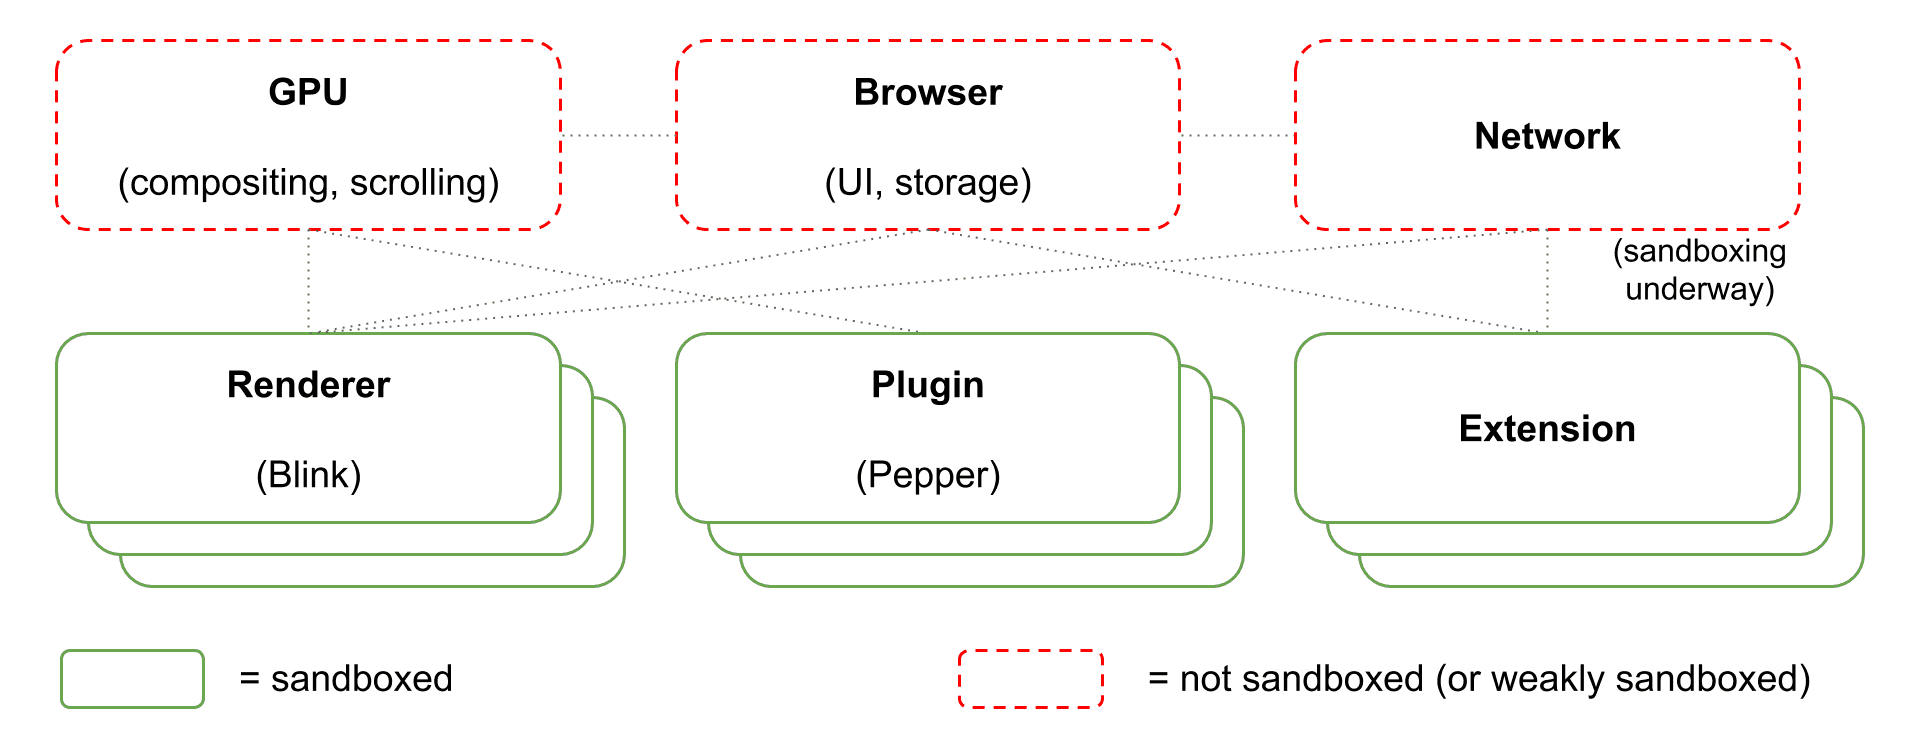 GPU
(compositing, scrolling)
Browser
(UI, storage)
Network
(sandboxing
underway)
Renderer
(Blink)
Plugin
(Pepper)
Extension
= sandboxed
= not sandboxed (or weakly sandboxed)